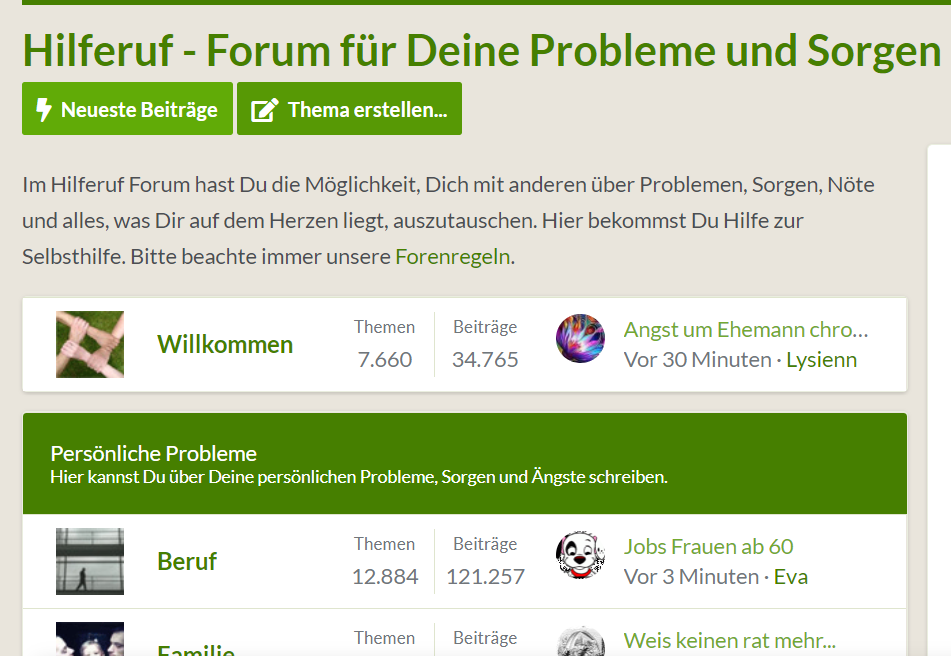 Hilferuf - Forum für Deine Probleme und Sorgen
Neueste Beiträge
Thema erstellen...
Im Hilferuf Forum hast Du die Möglichkeit, Dich mit anderen über Problemen, Sorgen, Nöte
und alles, was Dir auf dem Herzen liegt, auszutauschen. Hier bekommst Du Hilfe zur
Selbsthilfe. Bitte beachte immer unsere Forenregeln.
Willkommen
Themen
7.660
Beiträge
34.765
Angst um Ehemann chro...
Vor 30 Minuten · Lysienn
Persönliche Probleme
Hier kannst Du über Deine persönlichen Probleme, Sorgen und Ängste schreiben.
Beruf
Themen
12.884
Beiträge
121.257
Jobs Frauen ab 60
Vor 3 Minuten · Eva
Familie
Themen
Beiträge
Weis keinen rat mehr...